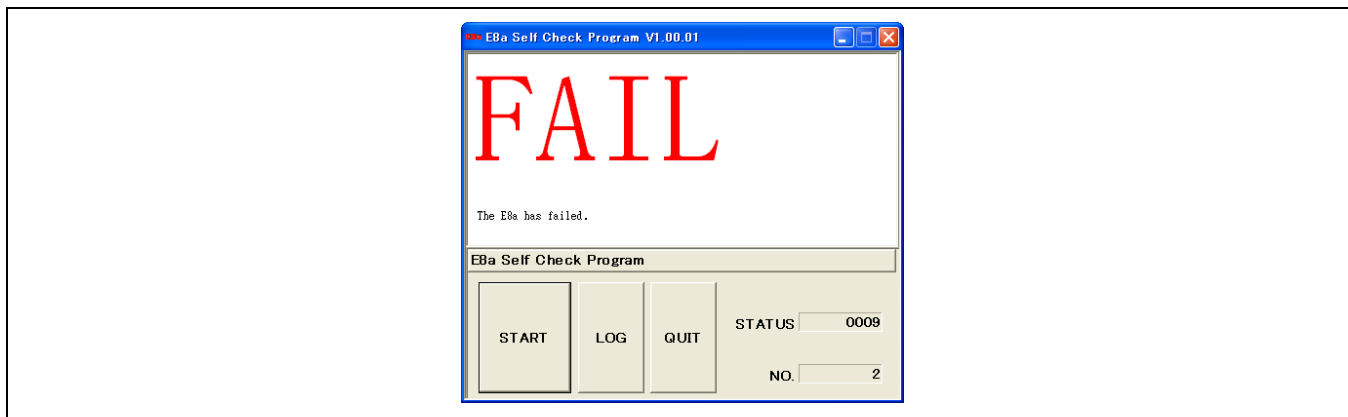 E8a Self Check Program V1.00.01
FAIL
The E8a has failed.
E8a Self Check Program
START LOG QUIT
STATUS 0009
NO. 2